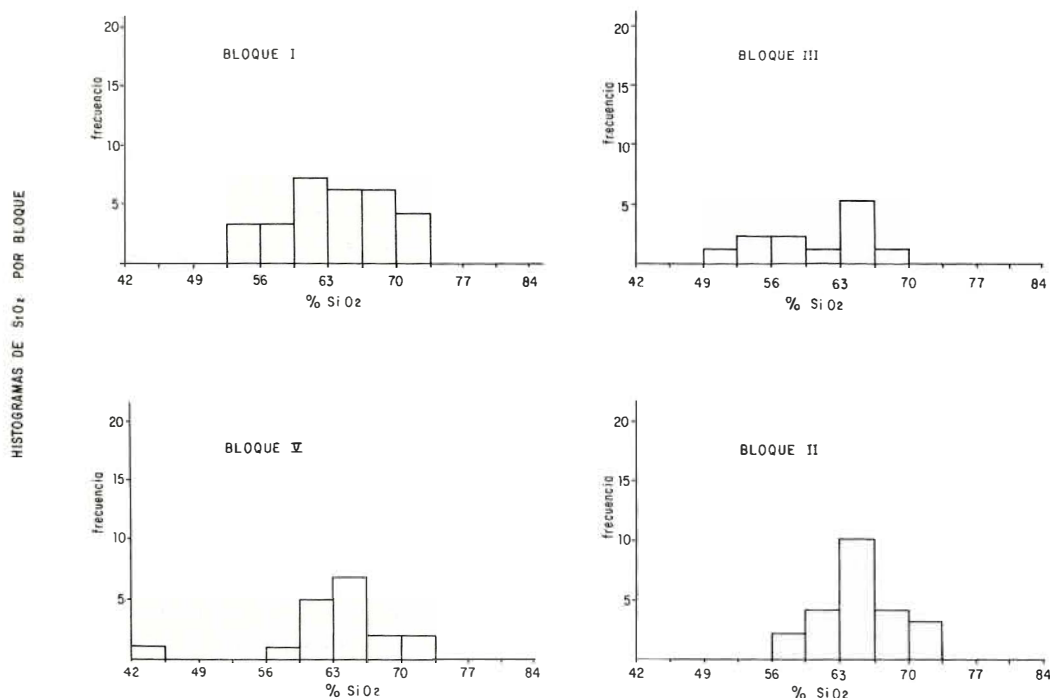 HISTOGRAMAS DE SiO2 POR BLOQUE
BLOQUE I
frecuencia
20
15
10
5
42 49 56 63 70 77 84
% SiO2
BLOQUE III
frecuencia
20
15
10
5
42 49 56 63 70 77 84
% SiO2
BLOQUE V
frecuencia
20
15
10
5
42 49 56 63 70 77 84
% SiO2
BLOQUE II
frecuencia
20
15
10
5
42 49 56 63 70 77 84
% SiO2